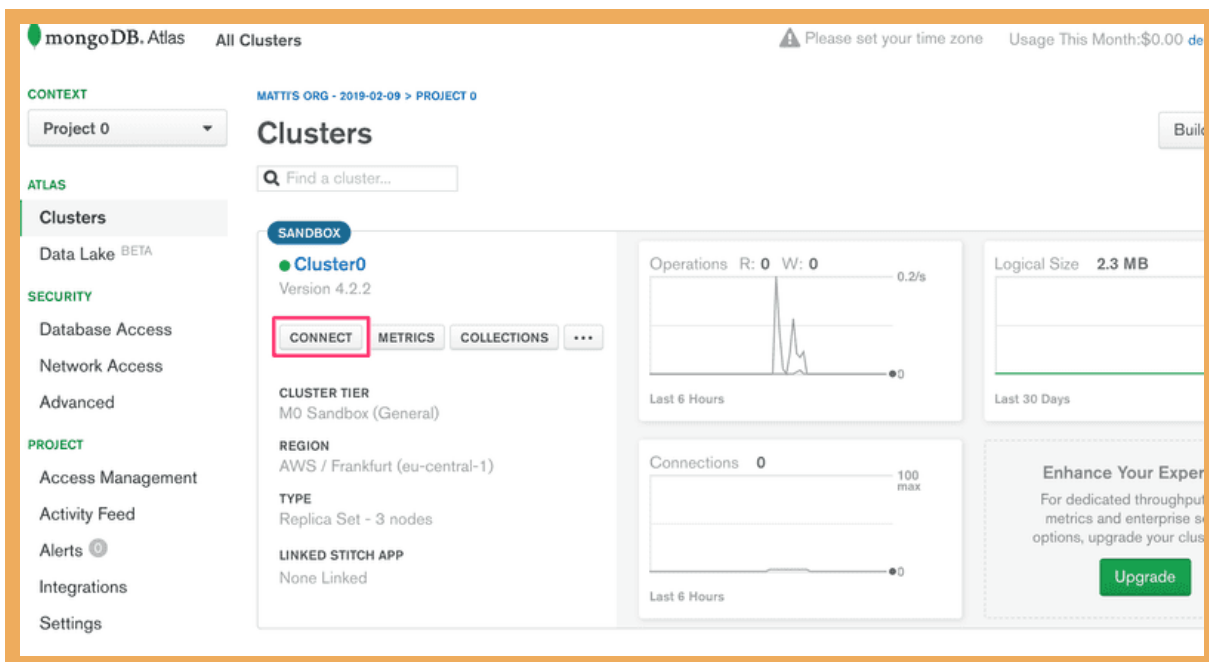 mongoDB. Atlas All Clusters Please set your time zone Usage This Month:$0.00 de
CONTEXT
Project 0
MATTI'S ORG - 2019-02-09 > PROJECT 0
Clusters
Build
Find a cluster...
ATLAS
Clusters
Data Lake BETA
SECURITY
Database Access
Network Access
Advanced
PROJECT
Access Management
Activity Feed
Alerts 0
Integrations
Settings
SANDBOX
Cluster0
Version 4.2.2
CONNECT METRICS COLLECTIONS ...
CLUSTER TIER
M0 Sandbox (General)
REGION
AWS / Frankfurt (eu-central-1)
TYPE
Replica Set - 3 nodes
LINKED STITCH APP
None Linked
Operations R: 0 W: 0
0.2/s
0
Last 6 Hours
Logical Size 2.3 MB
Last 30 Days
Connections 0
100
max
0
Last 6 Hours
Enhance Your Exper
For dedicated throughput
metrics and enterprise s
options, upgrade your clus
Upgrade